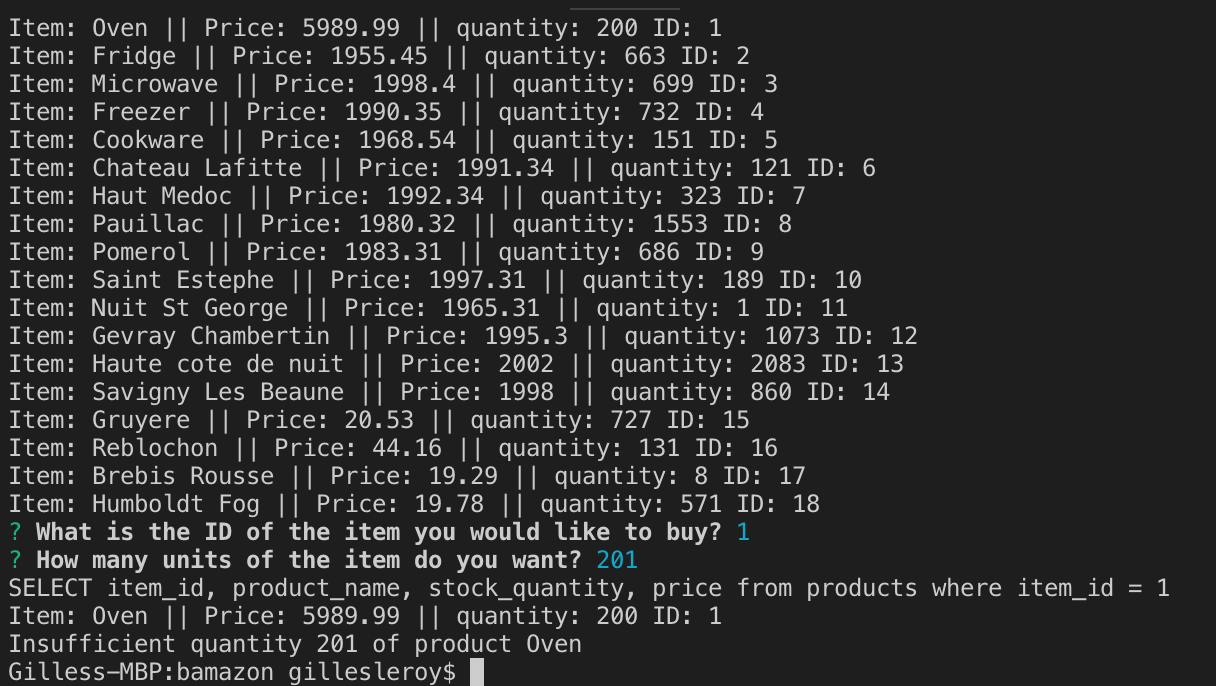 Item: Oven || Price: 5989.99 || quantity: 200 ID: 1
Item: Fridge || Price: 1955.45 || quantity: 663 ID: 2
Item: Microwave || Price: 1998.4 || quantity: 699 ID: 3
Item: Freezer || Price: 1990.35 || quantity: 732 ID: 4
Item: Cookware || Price: 1968.54 || quantity: 151 ID: 5
Item: Chateau Lafitte || Price: 1991.34 || quantity: 121 ID: 6
Item: Haut Medoc || Price: 1992.34 || quantity: 323 ID: 7
Item: Pauillac || Price: 1980.32 || quantity: 1553 ID: 8
Item: Pomerol || Price: 1983.31 || quantity: 686 ID: 9
Item: Saint Estephe || Price: 1997.31 || quantity: 189 ID: 10
Item: Nuit St George || Price: 1965.31 || quantity: 1 ID: 11
Item: Gevray Chambertin || Price: 1995.3 || quantity: 1073 ID: 12
Item: Haute cote de nuit || Price: 2002 || quantity: 2083 ID: 13
Item: Savigny Les Beaune || Price: 1998 || quantity: 860 ID: 14
Item: Gruyere || Price: 20.53 || quantity: 727 ID: 15
Item: Reblochon || Price: 44.16 || quantity: 131 ID: 16
Item: Brebis Rousse || Price: 19.29 || quantity: 8 ID: 17
Item: Humboldt Fog || Price: 19.78 || quantity: 571 ID: 18
? What is the ID of the item you would like to buy? 1
? How many units of the item do you want? 201
SELECT item_id, product_name, stock_quantity, price from products where item_id = 1
Item: Oven || Price: 5989.99 || quantity: 200 ID: 1
Insufficient quantity 201 of product Oven
Gilless-MBP:bamazon gillesleroy$